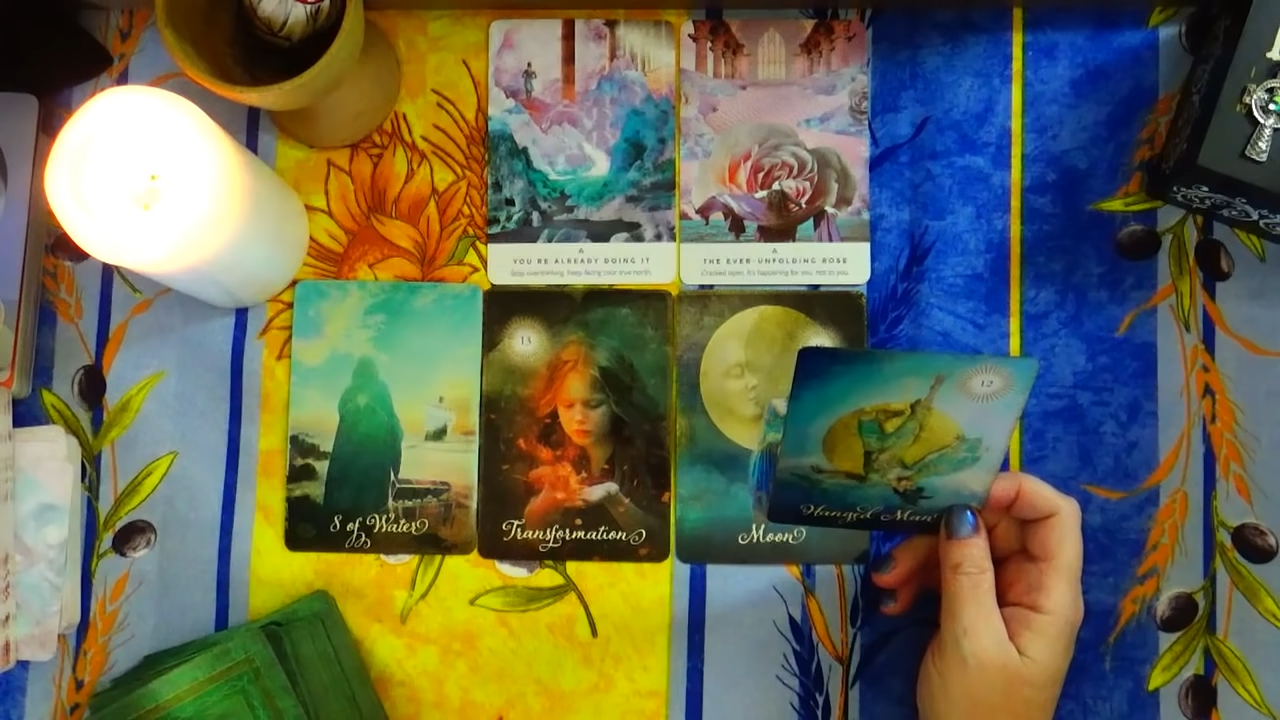 YOU'RE ALREADY DOING IT
Stop overthinking. Keep facing your true north.
THE EVER-UNFOLDING ROSE
Cracked open. It's happening for you, not to you.
13
12
8 of Water
Transformation
Moon
Hanged Man